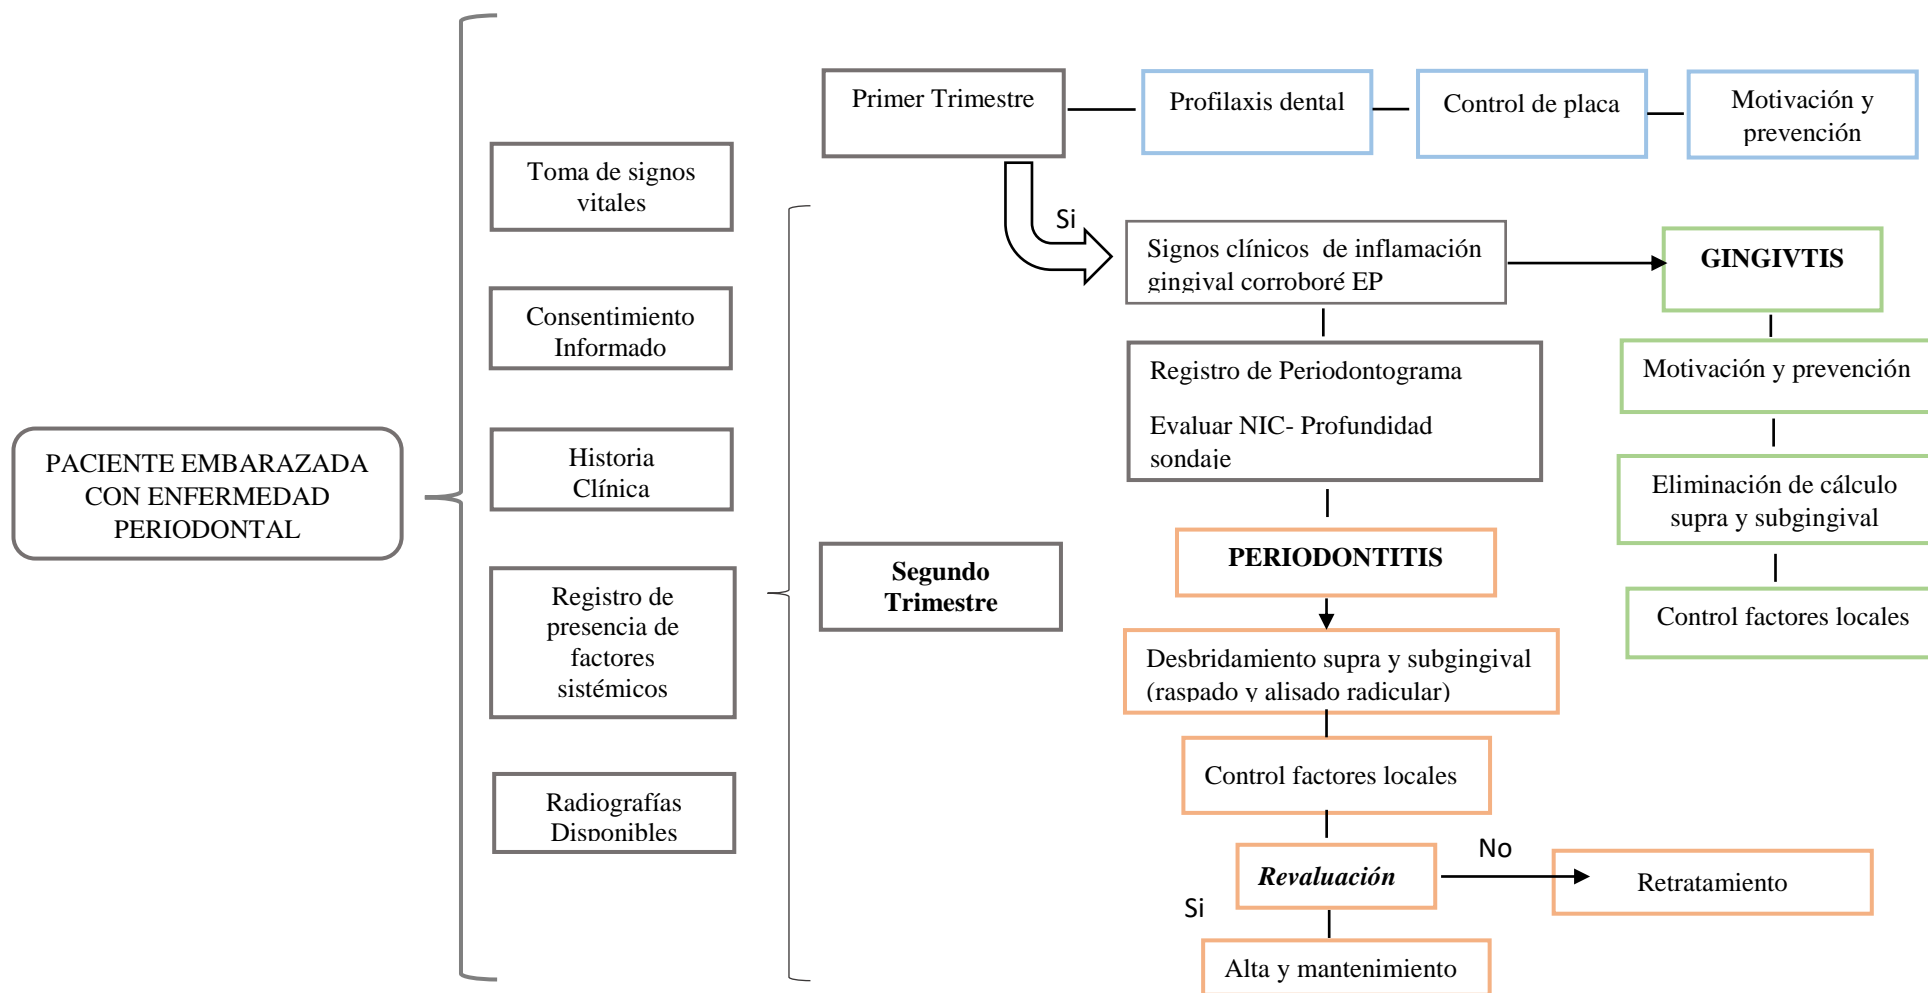 PACIENTE EMBARAZADA
CON ENFERMEDAD
PERIODONTAL
Toma de signos
vitales
Consentimiento
Informado
Historia
Clínica
Registro de
presencia de
factores
sistémicos
Radiografías
Disponibles
Primer Trimestre
Profilaxis dental
Control de placa
Motivación y
prevención
Si
Segundo
Trimestre
Signos clínicos de inflamación
gingival corroboré EP
Registro de Periodontograma
Evaluar NIC- Profundidad
sondaje
PERIODONTITIS
Desbridamiento supra y subgingival
(raspado y alisado radicular)
Control factores locales
Revaluación
No
Retratamiento
Si
Alta y mantenimiento
GINGIVTIS
Motivación y prevención
Eliminación de cálculo
supra y subgingival
Control factores locales